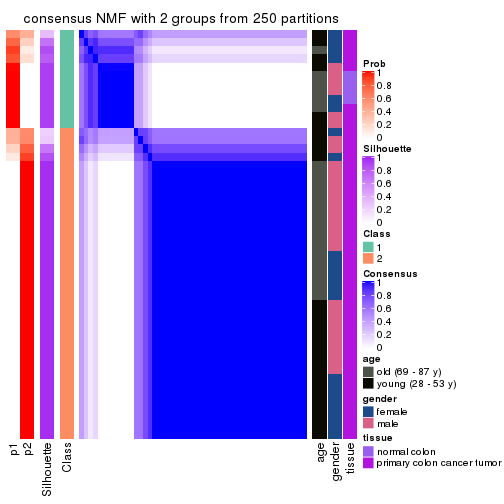 consensus NMF with 2 groups from 250 partitions
Prob
1
0.8
0.6
0.4
0.2
0
Silhouette
1
0.8
0.6
0.4
0.2
0
Class
1
2
Consensus
1
0.8
0.6
0.4
0.2
0
age
old (69 - 87 y)
young (28 - 53 y)
gender
female
male
tissue
normal colon
primary colon cancer tumor
p1
p2
Silhouette
Class
age
gender
tissue